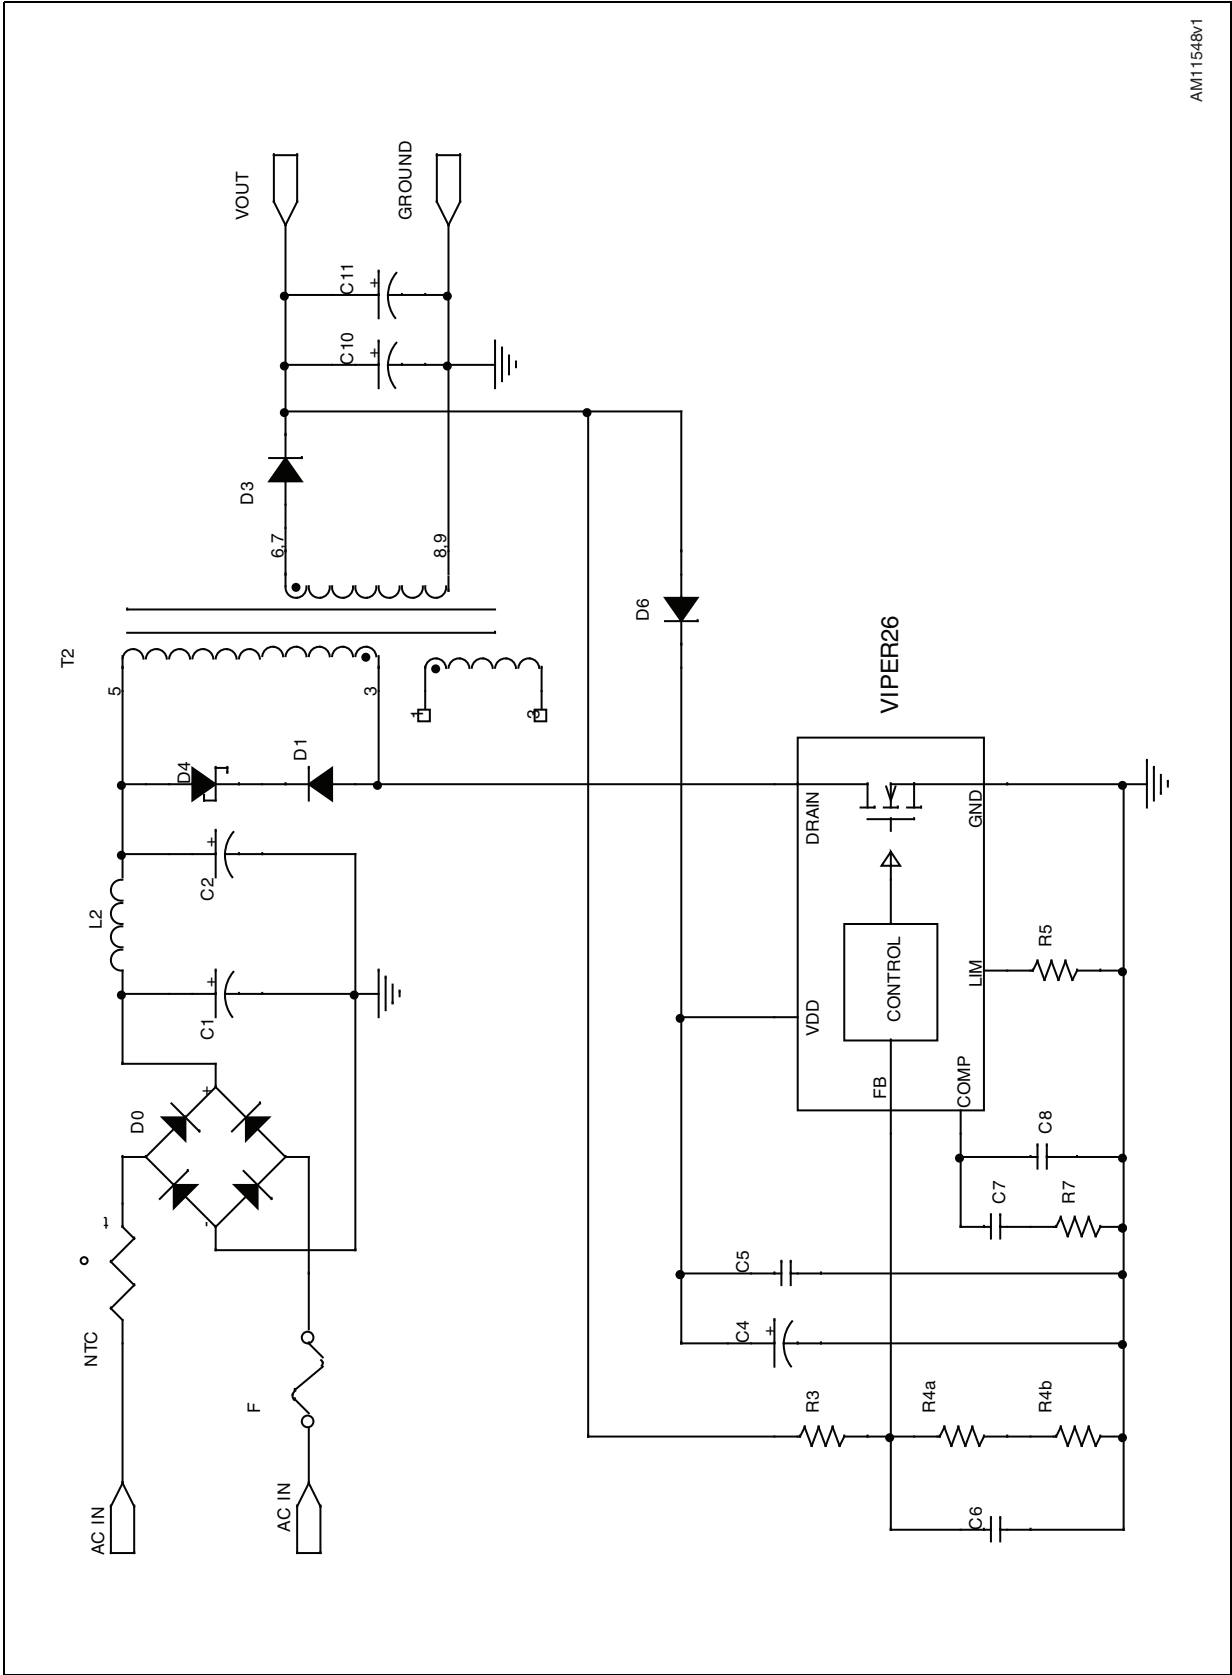 AM11548v1
T2
5
3
6,7
8,9
1
3
D3
VOUT
GROUND
C10
+
C11
+
L2
D4
D1
C2
+
C1
+
D0
+
-
NTC
t
°
F
AC IN
AC IN
D6
VIPER26
DRAIN
GND
CONTROL
VDD
LIM
FB
COMP
R5
C8
C7
R7
C5
C4
+
R3
R4a
R4b
C6